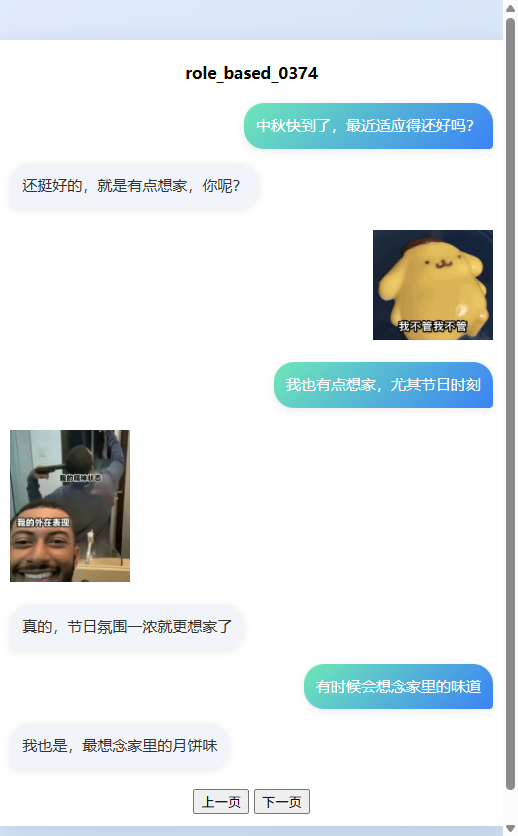 role_based_0374
中秋快到了，最近适应得还好吗？
还挺好的，就是有点想家，你呢？
我不管我不管
我也有点想家，尤其节日时刻
我的精神状态
我的外在表现
真的，节日氛围一浓就更想家了
有时候会想念家里的味道
我也是，最想念家里的月饼味
上一页 下一页